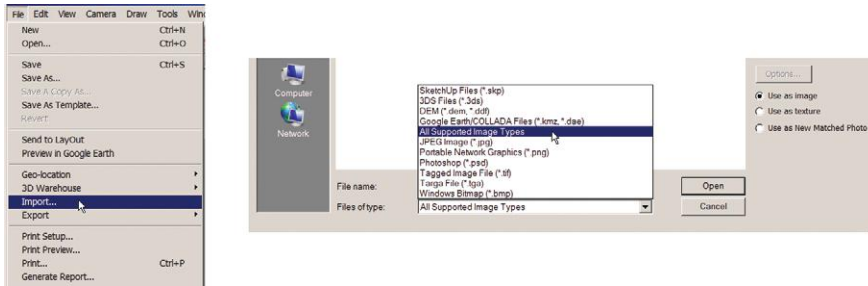 File Edit View Camera Draw Tools Wind
New Ctrl+N
Open... Ctrl+O
Save Ctrl+S
Save As...
Save A Copy As...
Save As Template...
Revert
Send to LayOut
Preview in Google Earth
Geo-location
3D Warehouse
Import...
Export
Print Setup...
Print Preview...
Print... Ctrl+P
Generate Report...
Computer
Network
SketchUp Files (*.skp)
3DS Files (*.3ds)
DEM (*.dem, *.ddf)
Google Earth/COLLADA Files (*.kmz, *.dae)
All Supported Image Types
JPEG Image (*.jpg)
Portable Network Graphics (*.png)
Photoshop (*.psd)
Tagged Image File (*.tif)
Targa File (*.tga)
Windows Bitmap (*.bmp)
File name:
Files of type: All Supported Image Types
Open
Cancel
Options...
Use as image
Use as texture
Use as New Matched Photo